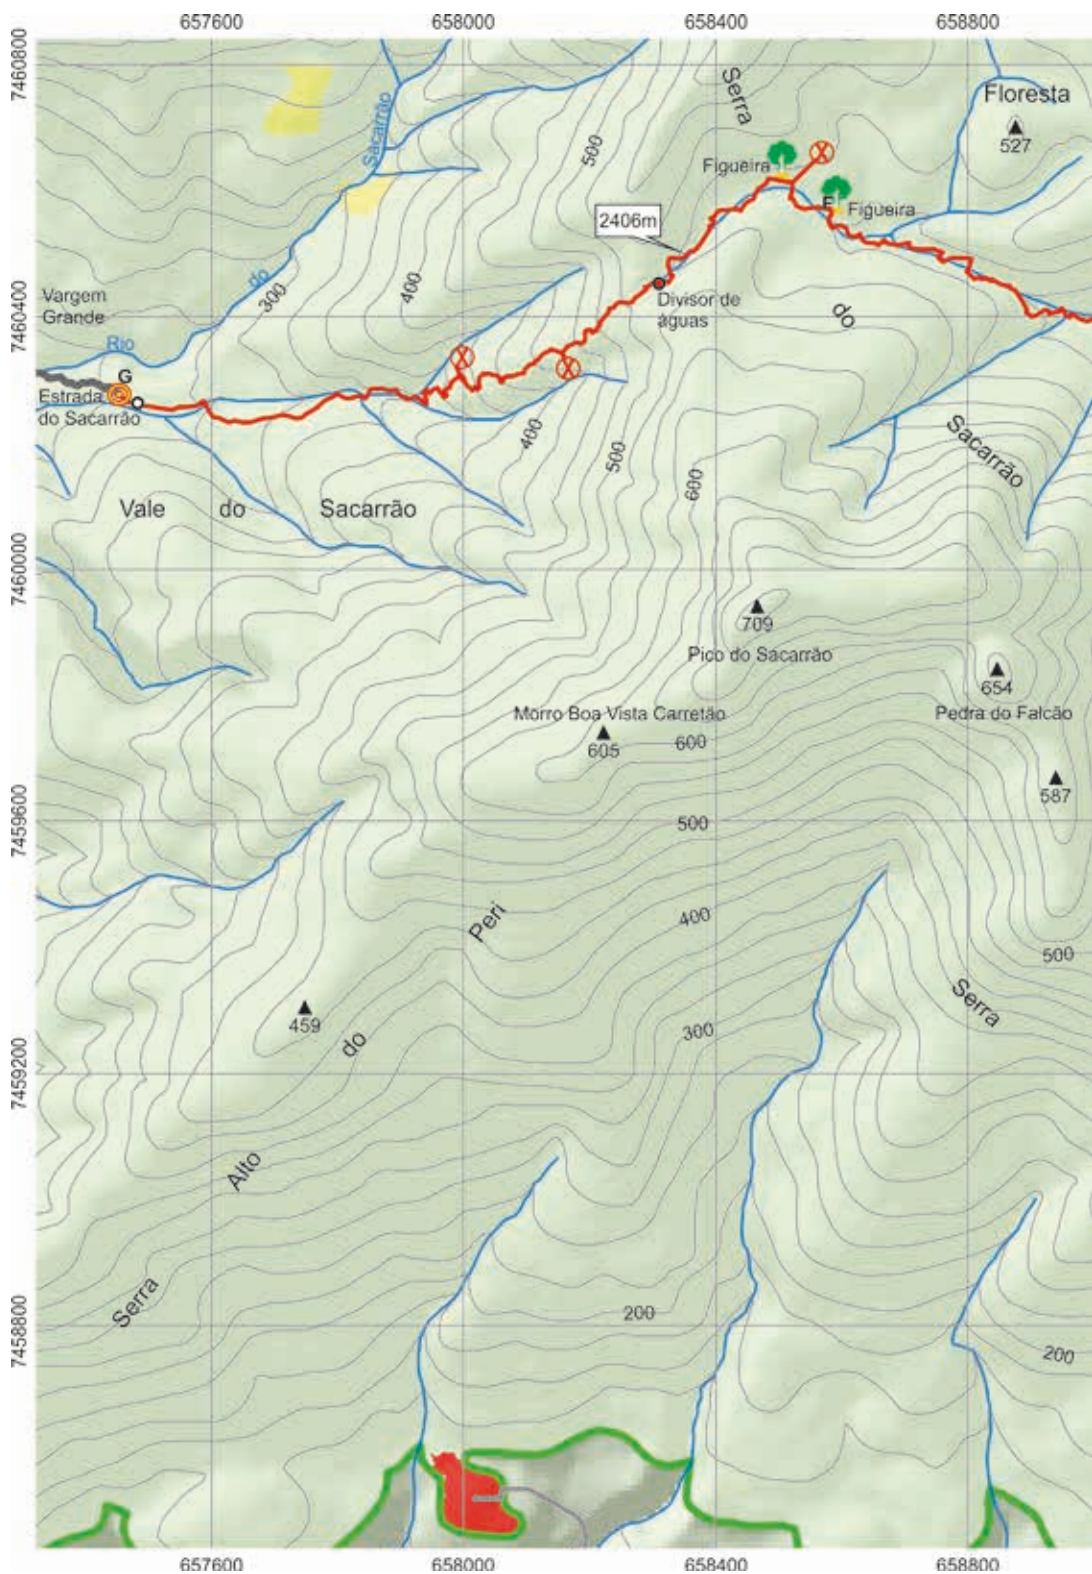 657600
658000
658400
658800
7460800
Sacarrão
Serra
Floresta
527
500
Figueira
F
Figueira
2406m
do
300
400
Vargem
Grande
7460400
Divisor de
águas
do
Rio
G
Estrada
do Sacarrão
400
500
600
Sacarrão
Vale do Sacarrão
7460000
709
Pico do Sacarrão
654
Pedra do Falcão
Morro Boa Vista Carretão
605
600
587
7459600
500
Peri
400
500
Serra
459
do
300
7459200
Alto
Serra
200
7458800
200
657600
658000
658400
658800